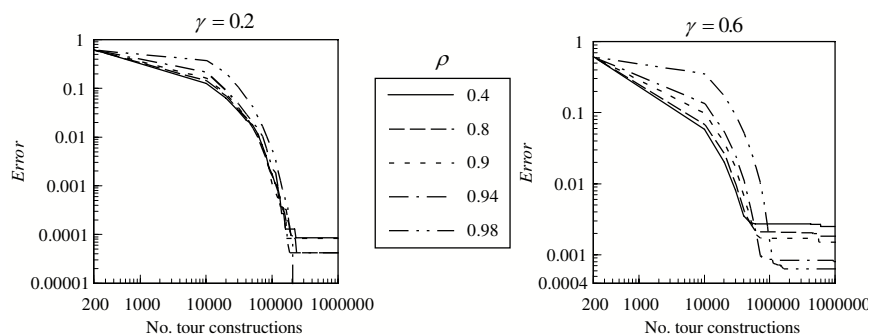 γ = 0.2
Error
1
0.1
0.01
0.001
0.0001
0.00001
200 1000 10000 100000 1000000
No. tour constructions
ρ
0.4
0.8
0.9
0.94
0.98
γ = 0.6
Error
1
0.1
0.01
0.001
0.0004
200 1000 10000 100000 1000000
No. tour constructions